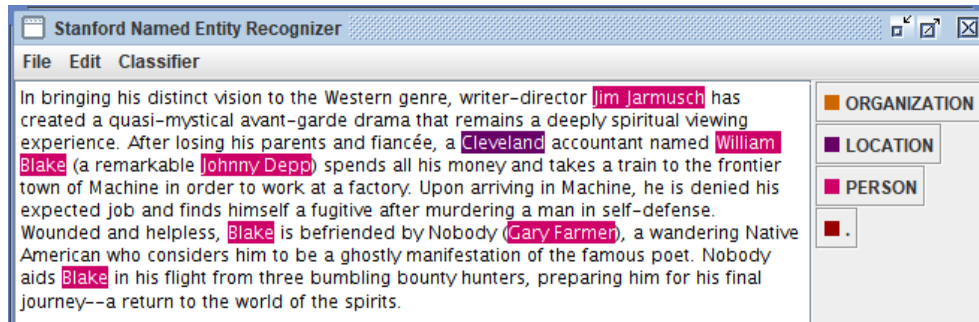 Stanford Named Entity Recognizer
File Edit Classifier
In bringing his distinct vision to the Western genre, writer-director Jim Jarmusch has
created a quasi-mystical avant-garde drama that remains a deeply spiritual viewing
experience. After losing his parents and fiancée, a Cleveland accountant named William
Blake (a remarkable Johnny Depp) spends all his money and takes a train to the frontier
town of Machine in order to work at a factory. Upon arriving in Machine, he is denied his
expected job and finds himself a fugitive after murdering a man in self-defense.
Wounded and helpless, Blake is befriended by Nobody (Gary Farmer), a wandering Native
American who considers him to be a ghostly manifestation of the famous poet. Nobody
aids Blake in his flight from three bumbling bounty hunters, preparing him for his final
journey--a return to the world of the spirits.
ORGANIZATION
LOCATION
PERSON
.